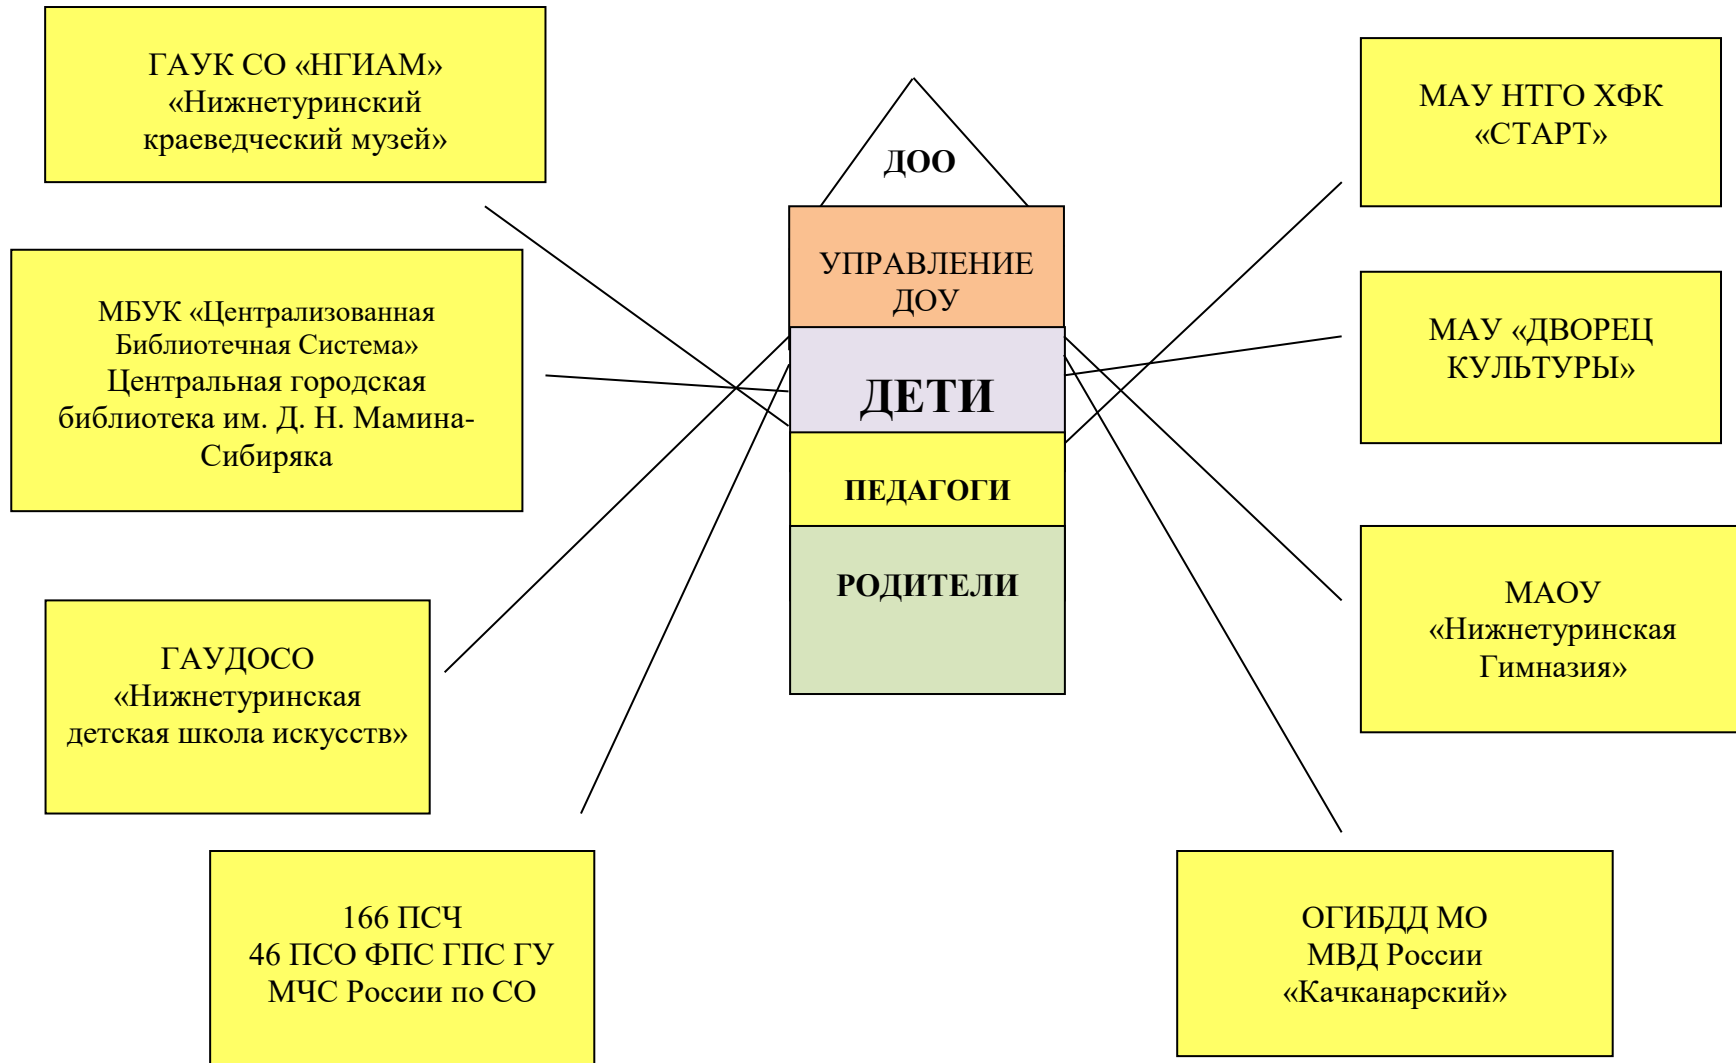 ГАУК СО «НГИАМ»
«Нижнетуринский
краеведческий музей»
МБУК «Централизованная
Библиотечная Система»
Центральная городская
библиотека им. Д. Н. Мамина-
Сибиряка
ГАУДОСО
«Нижнетуринская
детская школа искусств»
166 ПСЧ
46 ПСО ФПС ГПС ГУ
МЧС России по СО
ДОО
УПРАВЛЕНИЕ
ДОУ
ДЕТИ
ПЕДАГОГИ
РОДИТЕЛИ
МАУ НТГО ХФК
«СТАРТ»
МАУ «ДВОРЕЦ
КУЛЬТУРЫ»
МАОУ
«Нижнетуринская
Гимназия»
ОГИБДД МО
МВД России
«Качканарский»